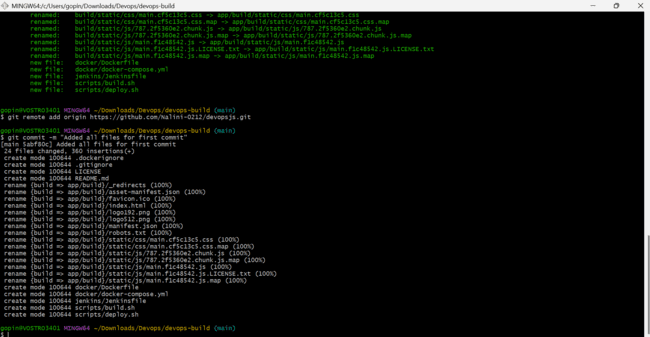 MINGW64:/c/Users/gopin/Downloads/Devops/devops-build
renamed:    build/static/css/main.cf5c13c5.css -> app/build/static/css/main.cf5c13c5.css
renamed:    build/static/css/main.cf5c13c5.css.map -> app/build/static/css/main.cf5c13c5.css.map
renamed:    build/static/js/787.2f5360e2.chunk.js -> app/build/static/js/787.2f5360e2.chunk.js
renamed:    build/static/js/787.2f5360e2.chunk.js.map -> app/build/static/js/787.2f5360e2.chunk.js.map
renamed:    build/static/js/main.f1c48542.js -> app/build/static/js/main.f1c48542.js
renamed:    build/static/js/main.f1c48542.js.LICENSE.txt -> app/build/static/js/main.f1c48542.js.LICENSE.txt
renamed:    build/static/js/main.f1c48542.js.map -> app/build/static/js/main.f1c48542.js.map
new file:   docker/Dockerfile
new file:   docker/docker-compose.yml
new file:   jenkins/Jenkinsfile
new file:   scripts/build.sh
new file:   scripts/deploy.sh
gopin@VOSTRO3401 MINGW64 ~/Downloads/Devops/devops-build (main)
$ git remote add origin https://github.com/Nalini-0212/devopsjs.git
gopin@VOSTRO3401 MINGW64 ~/Downloads/Devops/devops-build (main)
$ git commit -m "Added all files for first commit"
[main 5abf80c] Added all files for first commit
24 files changed, 360 insertions(+)
create mode 100644 .dockerignore
create mode 100644 .gitignore
create mode 100644 LICENSE
create mode 100644 README.md
rename {build => app/build}/_redirects (100%)
rename {build => app/build}/asset-manifest.json (100%)
rename {build => app/build}/favicon.ico (100%)
rename {build => app/build}/index.html (100%)
rename {build => app/build}/logo192.png (100%)
rename {build => app/build}/logo512.png (100%)
rename {build => app/build}/manifest.json (100%)
rename {build => app/build}/robots.txt (100%)
rename {build => app/build}/static/css/main.cf5c13c5.css (100%)
rename {build => app/build}/static/css/main.cf5c13c5.css.map (100%)
rename {build => app/build}/static/js/787.2f5360e2.chunk.js (100%)
rename {build => app/build}/static/js/787.2f5360e2.chunk.js.map (100%)
rename {build => app/build}/static/js/main.f1c48542.js (100%)
rename {build => app/build}/static/js/main.f1c48542.js.LICENSE.txt (100%)
rename {build => app/build}/static/js/main.f1c48542.js.map (100%)
create mode 100644 docker/Dockerfile
create mode 100644 docker/docker-compose.yml
create mode 100644 jenkins/Jenkinsfile
create mode 100644 scripts/build.sh
create mode 100644 scripts/deploy.sh
gopin@VOSTRO3401 MINGW64 ~/Downloads/Devops/devops-build (main)
$